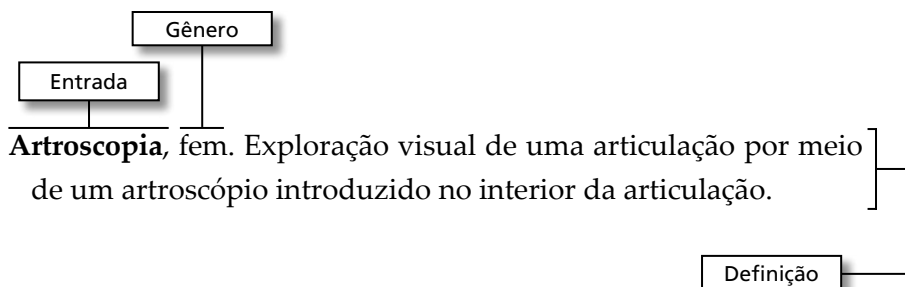 Gênero
Entrada
Artroscopia, fem. Exploração visual de uma articulação por meio
de um artroscópio introduzido no interior da articulação.
Definição